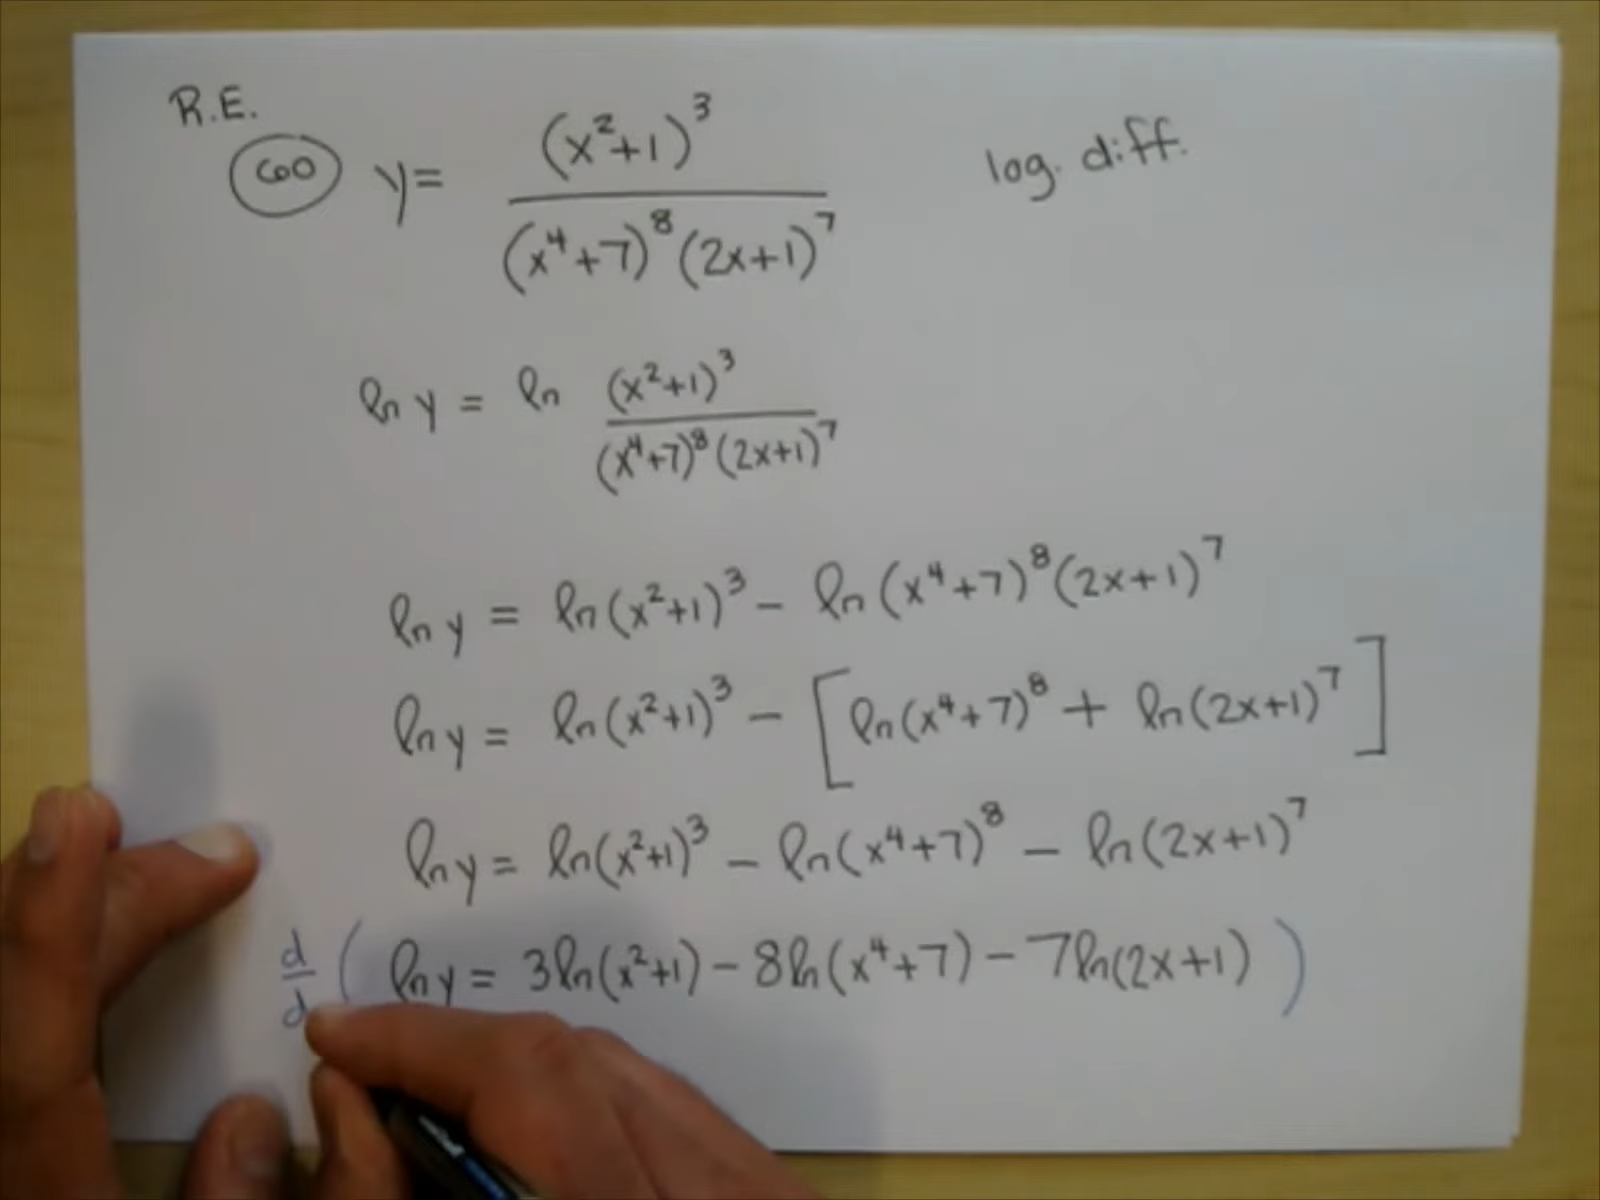 R.E.
60 y = (x²+1)³ / (x⁴+7)⁸(2x+1)⁷ log. diff.
ln y = ln (x²+1)³ / (x⁴+7)⁸(2x+1)⁷
ln y = ln(x²+1)³ - ln(x⁴+7)⁸(2x+1)⁷
ln y = ln(x²+1)³ - [ln(x⁴+7)⁸ + ln(2x+1)⁷]
ln y = ln(x²+1)³ - ln(x⁴+7)⁸ - ln(2x+1)⁷
d/d (ln y = 3ln(x²+1) - 8ln(x⁴+7) - 7ln(2x+1))